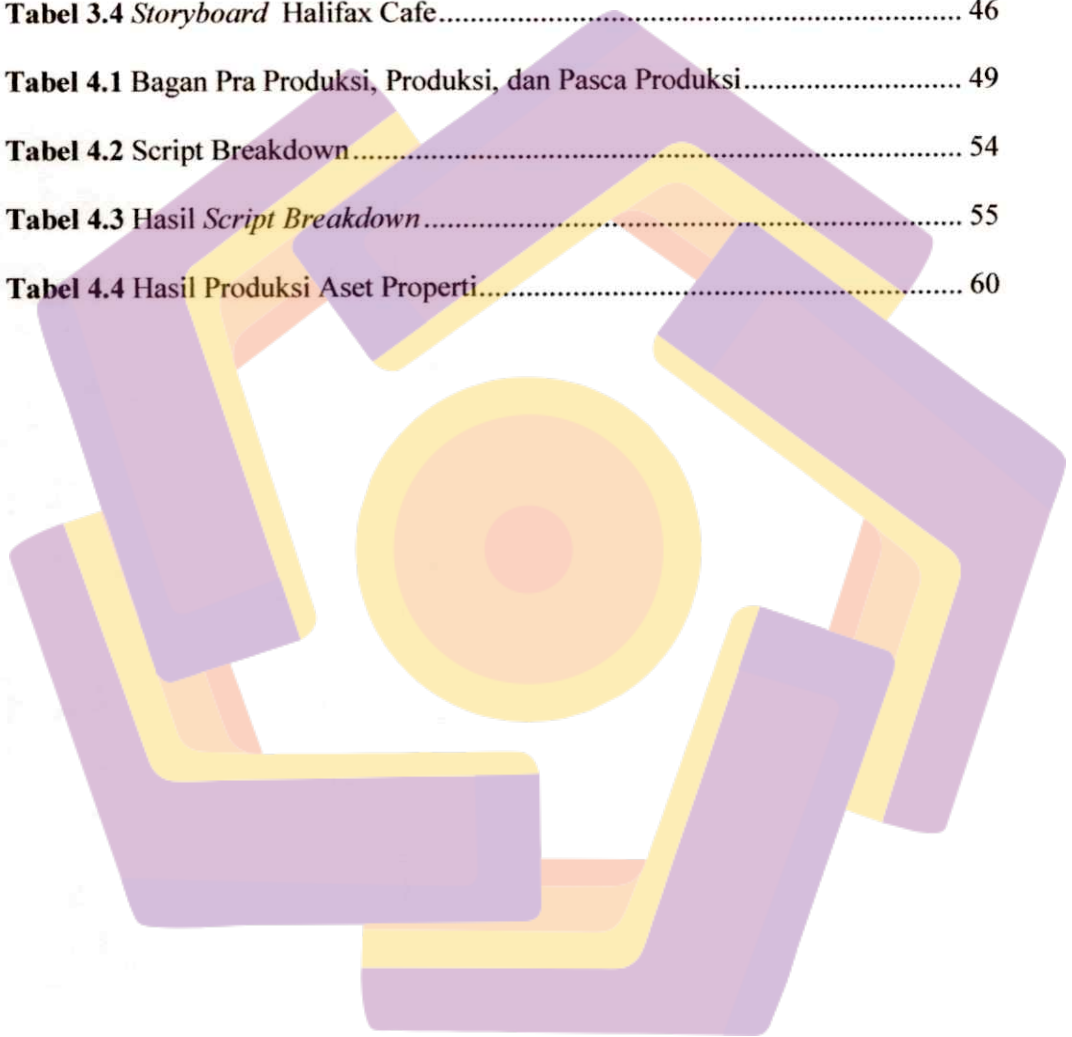 Tabel 3.4 Storyboard Halifax Cafe.................................................................. 46
Tabel 4.1 Bagan Pra Produksi, Produksi, dan Pasca Produksi........................... 49
Tabel 4.2 Script Breakdown............................................................................. 54
Tabel 4.3 Hasil Script Breakdown.................................................................... 55
Tabel 4.4 Hasil Produksi Aset Properti............................................................. 60